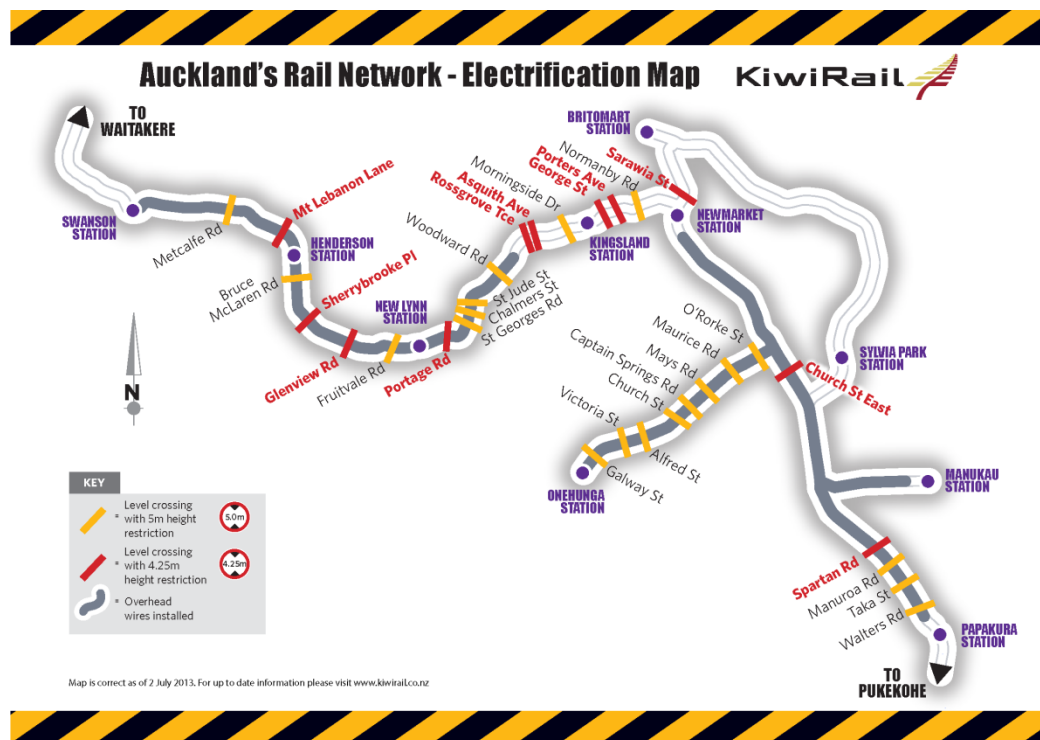 Auckland's Rail Network - Electrification Map
KiwiRail
TO
WAITAKERE
BRITOMART
STATION
Sarawia St
Normanby Rd
Porters Ave
George St
Morningside Dr
Asquith Ave
Rossgrove Tce
Mt Lebanon Lane
SWANSON
STATION
Metcalfe Rd
HENDERSON
STATION
Woodward Rd
KINGSLAND
STATION
NEWMARKET
STATION
Bruce
McLaren Rd
Sherrybrooke Pl
NEW LYNN
STATION
St Jude St
Chalmers St
St Georges Rd
O'Rorke St
Maurice Rd
Mays Rd
Captain Springs Rd
Church St
Victoria St
Glenview Rd
Fruitvale Rd
Portage Rd
SYLVIA PARK
STATION
Church St East
N
Alfred St
Galway St
ONEHUNGA
STATION
MANUKAU
STATION
KEY
Level crossing
with 5m height
restriction
5.0m
Level crossing
with 4.25m
height restriction
4.25m
Overhead
wires installed
Spartan Rd
Manuroa Rd
Taka St
Walters Rd
PAPAKURA
STATION
TO
PUKEKOHE
Map is correct as of 2 July 2013. For up to date information please visit www.kiwirail.co.nz